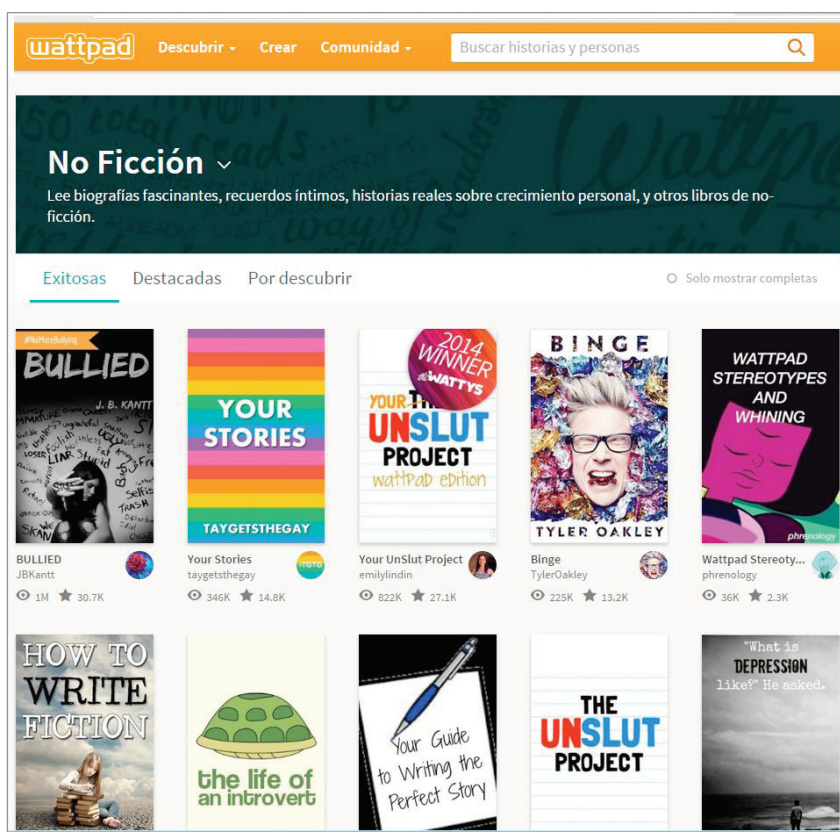 wattpad Descubrir Crear Comunidad Buscar historias y personas
No Ficción
Lee biografías fascinantes, recuerdos íntimos, historias reales sobre crecimiento personal, y otros libros de no-
ficción.
Exitosas Destacadas Por descubrir Solo mostrar completas
#NoMoreBullying
BULLIED
J. B. KANTT
LOSER
LIAR
Stupid
TRASH
YOUR
STORIES
TAYGETSTHEGAY
2014
WINNER
the WATTYS
YOUR THE
UNSLUT
PROJECT
wattpad edition
BINGE
TYLER OAKLEY
WATTPAD
STEREOTYPES
AND
WHINING
phrenology
BULLIED
JBKantt
1M 30.7K
Your Stories
taygetsthegay
346K 14.8K
Your UnSlut Project
emilylindin
822K 27.1K
Binge
TylerOakley
225K 13.2K
Wattpad Stereoty...
phrenology
36K 2.3K
HOW TO
WRITE
FICTION
the life of
an introvert
Your Guide
to Writing the
Perfect Story
THE
UNSLUT
PROJECT
"What is
DEPRESSION
like?" He asked.